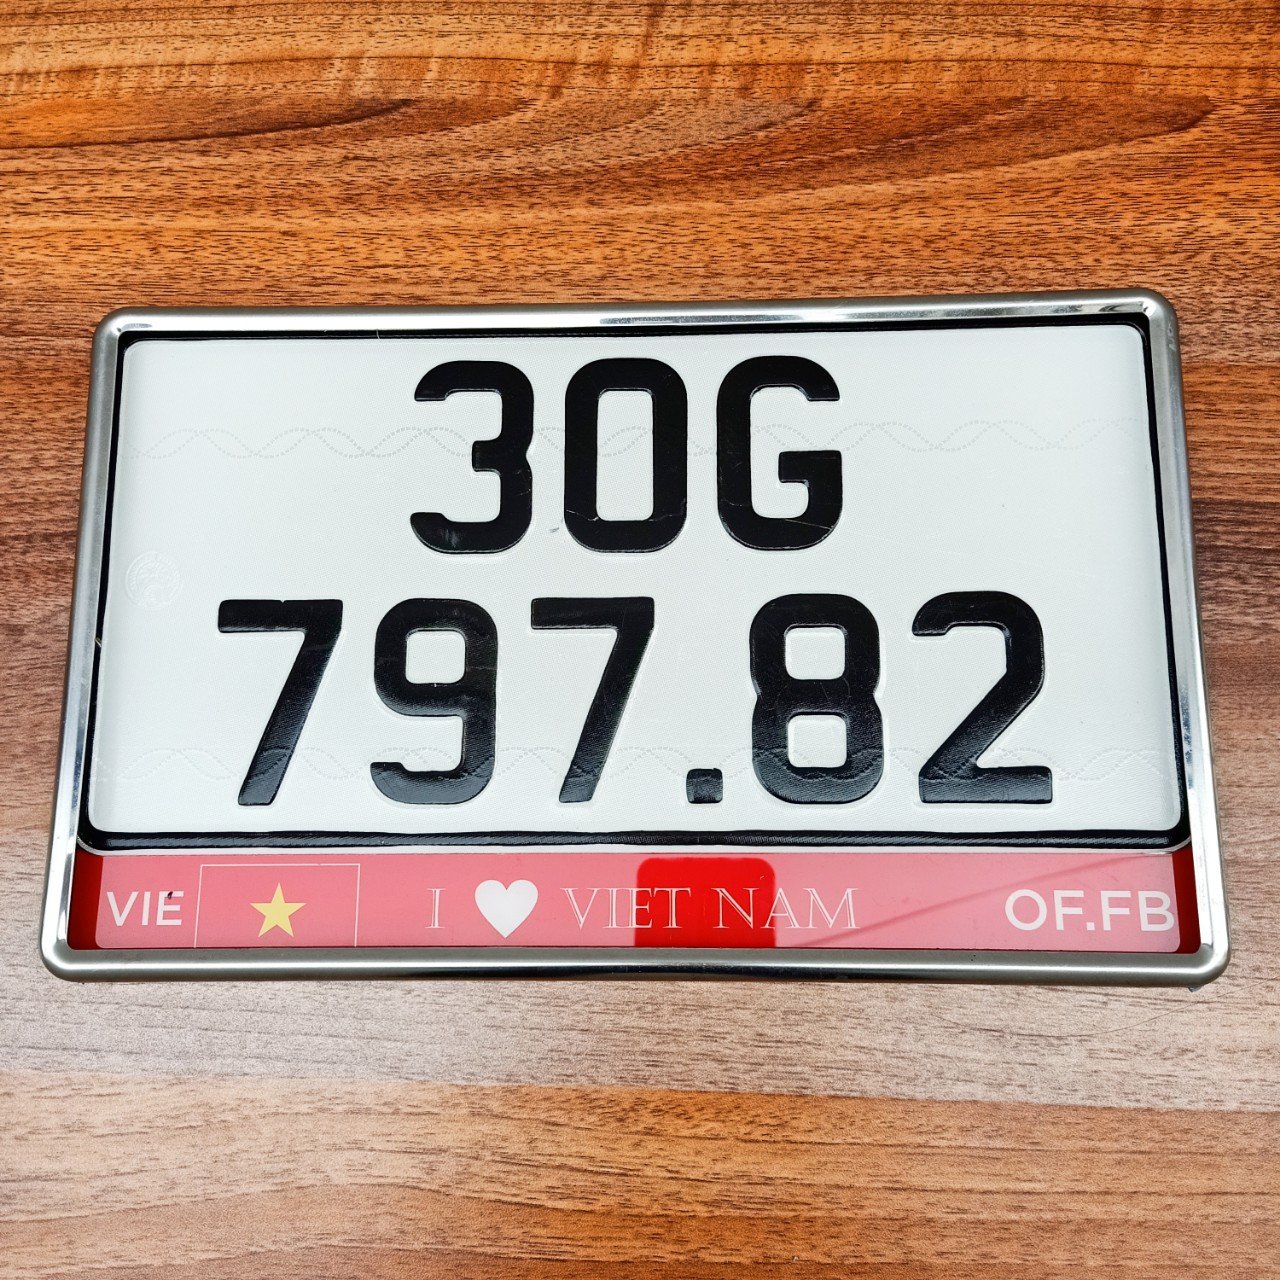 30G
797.82
VIE I ❤ VIET NAM OF.FB